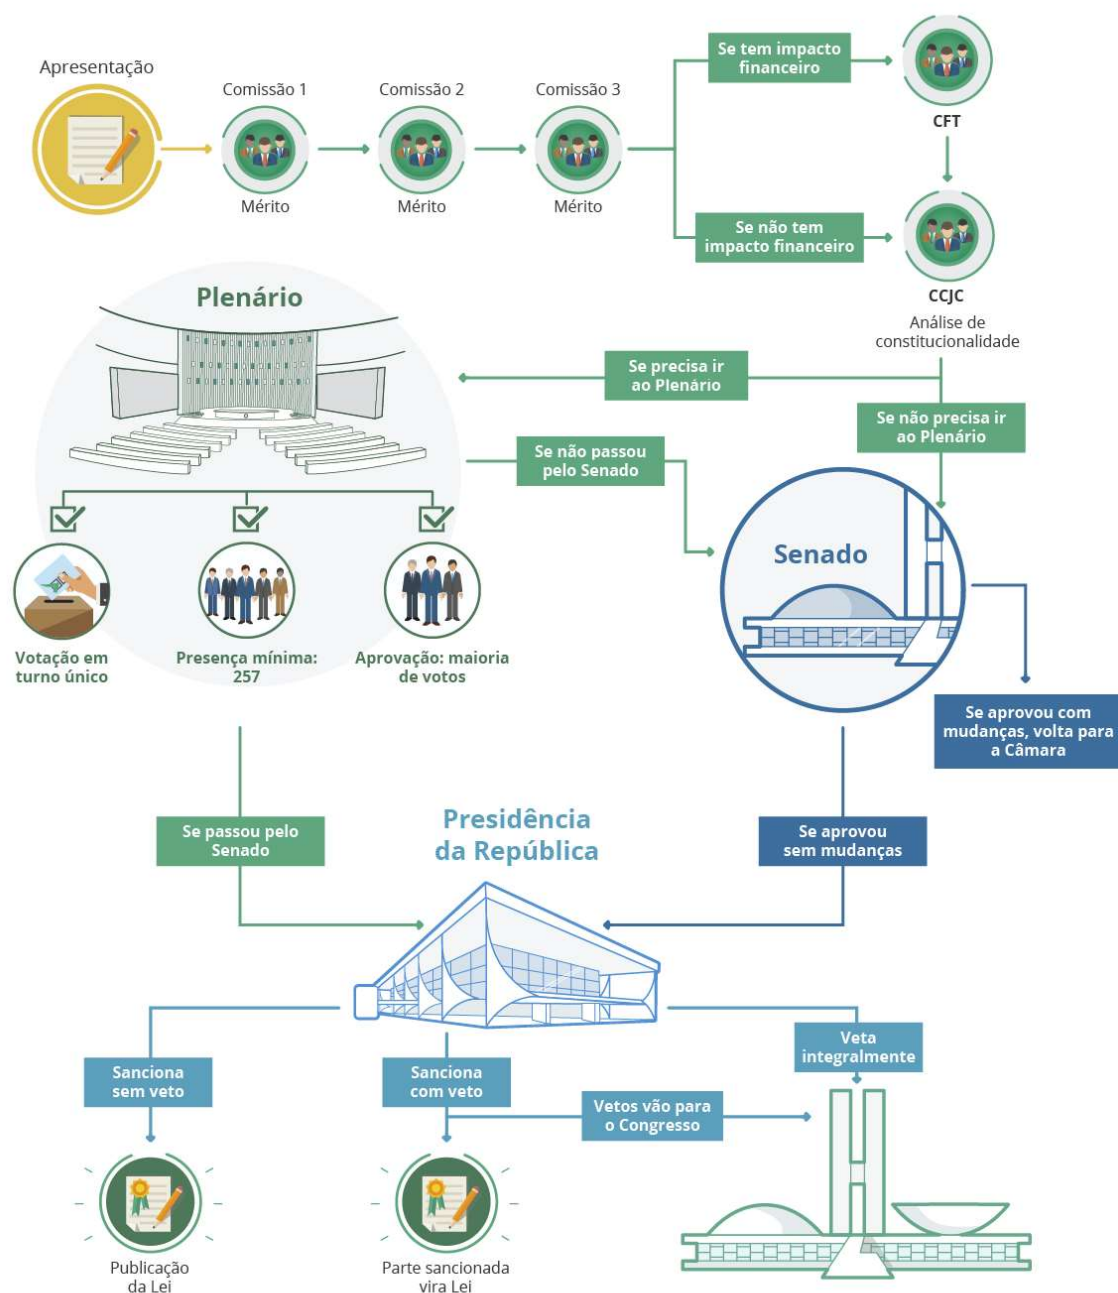 Apresentação
Comissão 1
Mérito
Comissão 2
Mérito
Comissão 3
Mérito
Se tem impacto
financeiro
CFT
Se não tem
impacto financeiro
CCJC
Análise de
constitucionalidade
Se precisa ir
ao Plenário
Se não precisa ir
ao Plenário
Plenário
Se não passou
pelo Senado
Votação em
turno único
Presença mínima:
257
Aprovação: maioria
de votos
Senado
Se aprovou com
mudanças, volta para
a Câmara
Se passou pelo
Senado
Se aprovou
sem mudanças
Presidência
da República
Sanciona
sem veto
Sanciona
com veto
Veta
integralmente
Vetos vão para
o Congresso
Publicação
da Lei
Parte sancionada
vira Lei